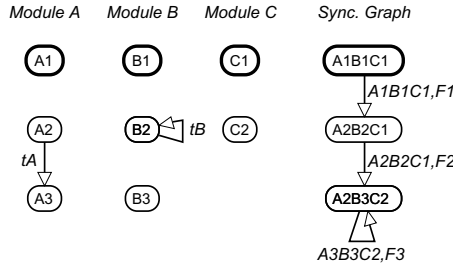 Module A Module B Module C Sync. Graph
A1 B1 C1 A1B1C1
A1B1C1,F1
A2 B2 tB C2 A2B2C1
tA A2B2C1,F2
A3 B3 A2B3C2
A3B3C2,F3